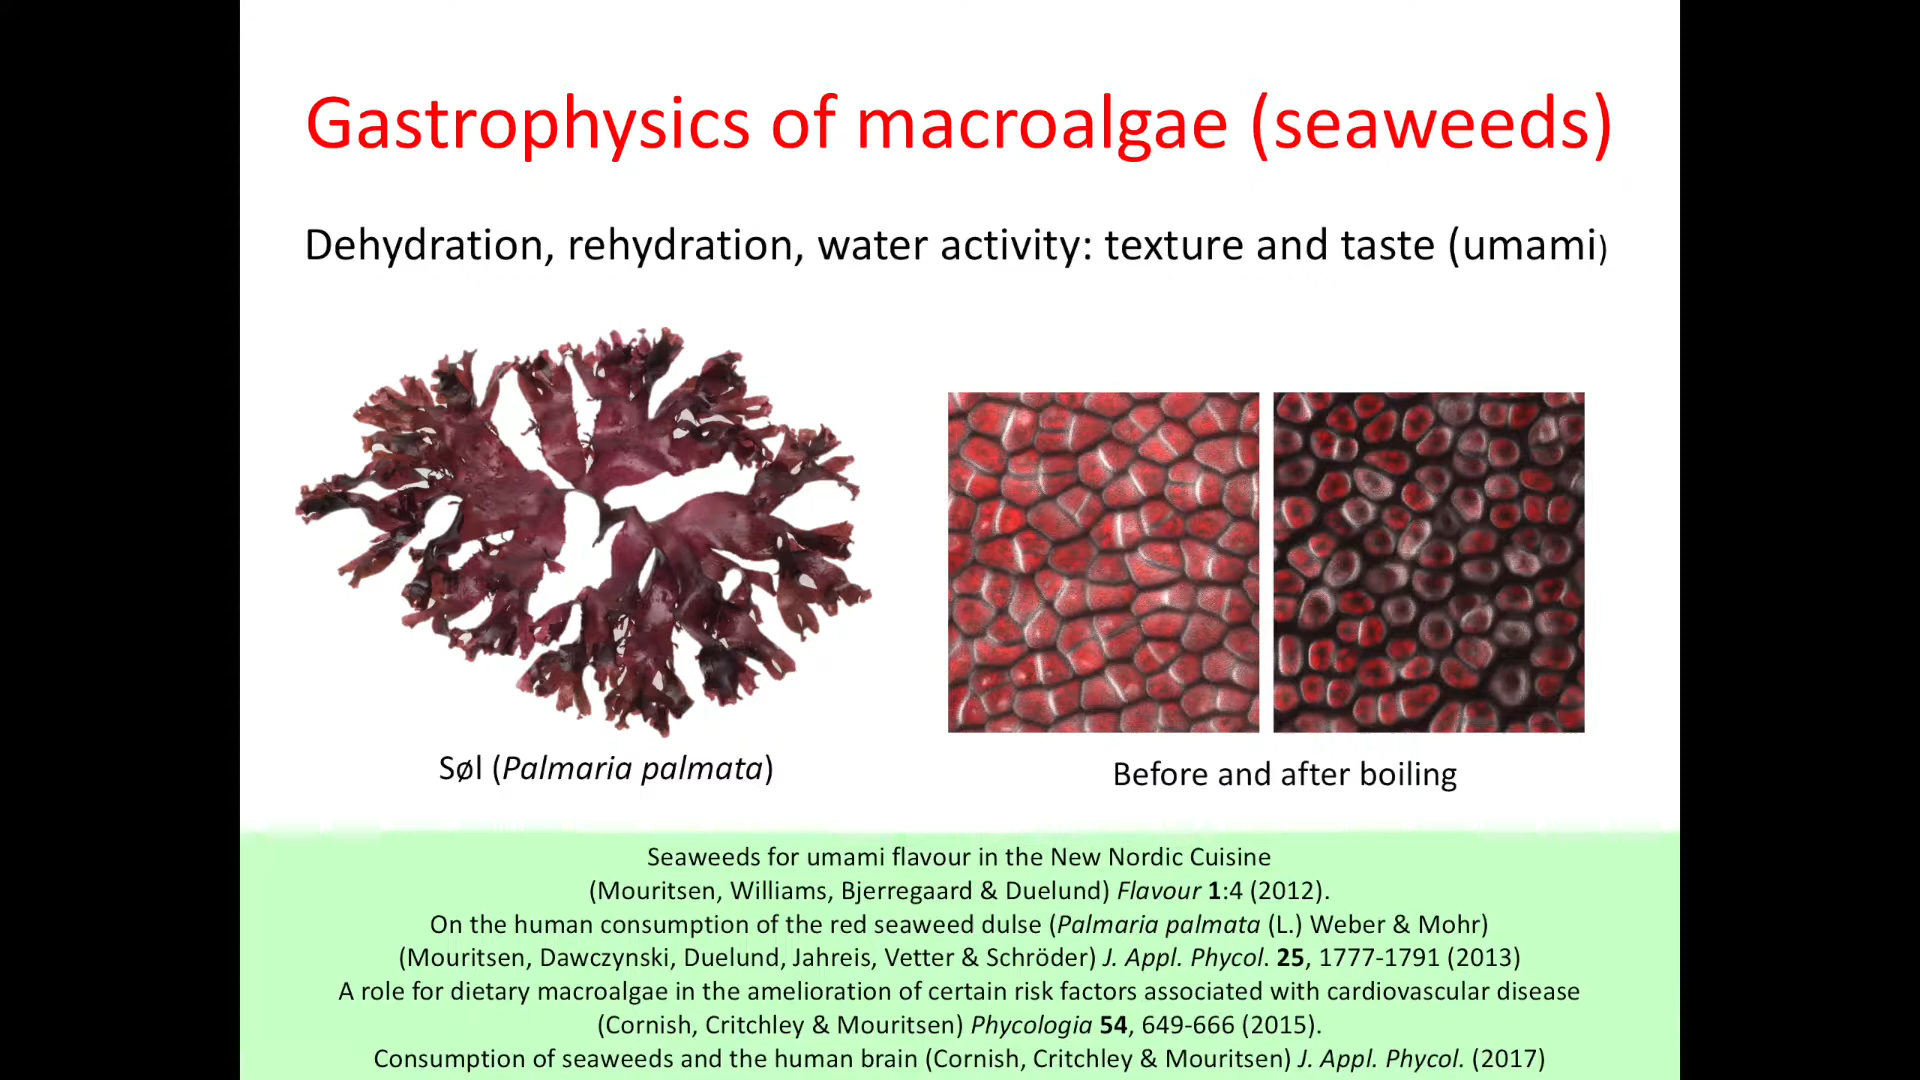 Gastrophysics of macroalgae (seaweeds)
Dehydration, rehydration, water activity: texture and taste (umami)
Søl (Palmaria palmata)
Before and after boiling
Seaweeds for umami flavour in the New Nordic Cuisine
(Mouritsen, Williams, Bjerregaard & Duelund) Flavour 1:4 (2012).
On the human consumption of the red seaweed dulse (Palmaria palmata (L.) Weber & Mohr)
(Mouritsen, Dawczynski, Duelund, Jahreis, Vetter & Schröder) J. Appl. Phycol. 25, 1777-1791 (2013)
A role for dietary macroalgae in the amelioration of certain risk factors associated with cardiovascular disease
(Cornish, Critchley & Mouritsen) Phycologia 54, 649-666 (2015).
Consumption of seaweeds and the human brain (Cornish, Critchley & Mouritsen) J. Appl. Phycol. (2017)